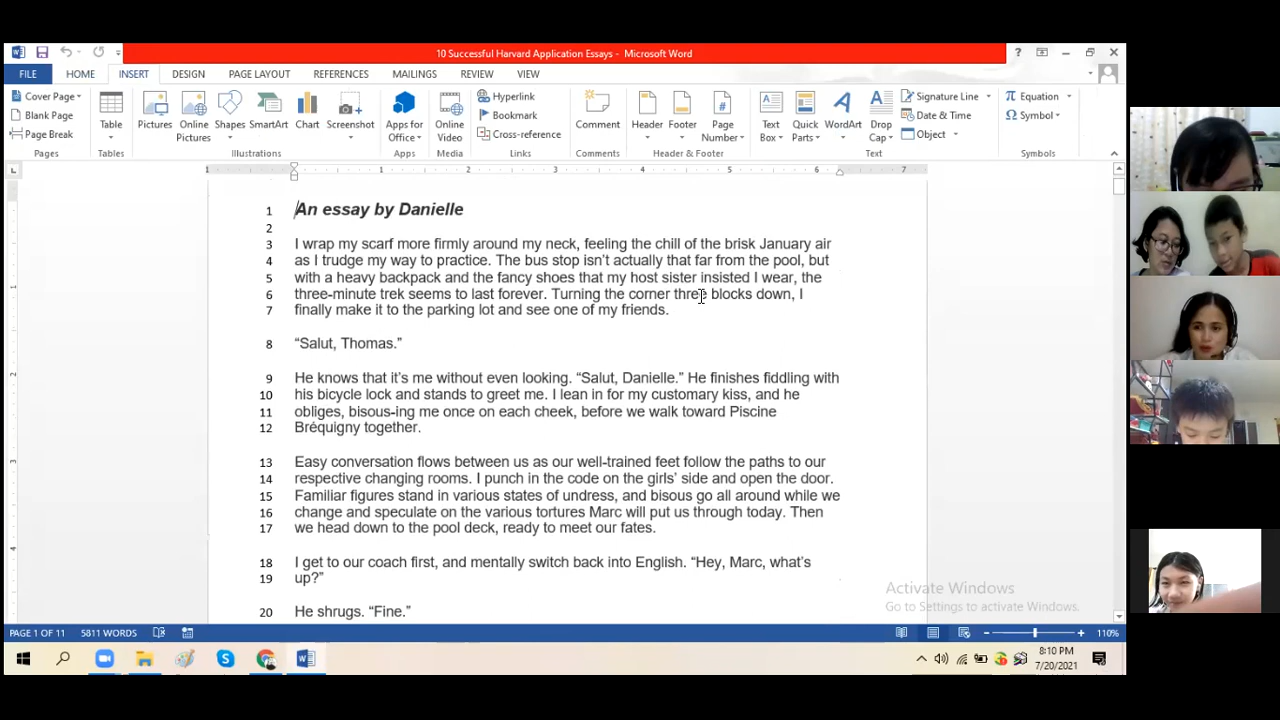 10 Successful Harvard Application Essays - Microsoft Word
FILE HOME INSERT DESIGN PAGE LAYOUT REFERENCES MAILINGS REVIEW VIEW
Cover Page
Blank Page
Page Break
Pages
Table
Tables
Pictures
Online Pictures
Shapes
SmartArt
Chart
Screenshot
Illustrations
Apps for Office
Apps
Online Video
Media
Hyperlink
Bookmark
Cross-reference
Links
Comment
Comments
Header
Footer
Page Number
Header & Footer
Text Box
Quick Parts
WordArt
Drop Cap
Signature Line
Date & Time
Object
Text
Equation
Symbol
Symbols
1 1 2 3 4 5 6 7
1 An essay by Danielle
2
3 I wrap my scarf more firmly around my neck, feeling the chill of the brisk January air
4 as I trudge my way to practice. The bus stop isn’t actually that far from the pool, but
5 with a heavy backpack and the fancy shoes that my host sister insisted I wear, the
6 three-minute trek seems to last forever. Turning the corner three blocks down, I
7 finally make it to the parking lot and see one of my friends.
8 “Salut, Thomas.”
9 He knows that it’s me without even looking. “Salut, Danielle.” He finishes fiddling with
10 his bicycle lock and stands to greet me. I lean in for my customary kiss, and he
11 obliges, bisous-ing me once on each cheek, before we walk toward Piscine
12 Bréquigny together.
13 Easy conversation flows between us as our well-trained feet follow the paths to our
14 respective changing rooms. I punch in the code on the girls’ side and open the door.
15 Familiar figures stand in various states of undress, and bisous go all around while we
16 change and speculate on the various tortures Marc will put us through today. Then
17 we head down to the pool deck, ready to meet our fates.
18 I get to our coach first, and mentally switch back into English. “Hey, Marc, what’s
19 up?”
20 He shrugs. “Fine.”
Activate Windows
Go to Settings to activate Windows.
PAGE 1 OF 11 5811 WORDS 110%
8:10 PM
7/20/2021